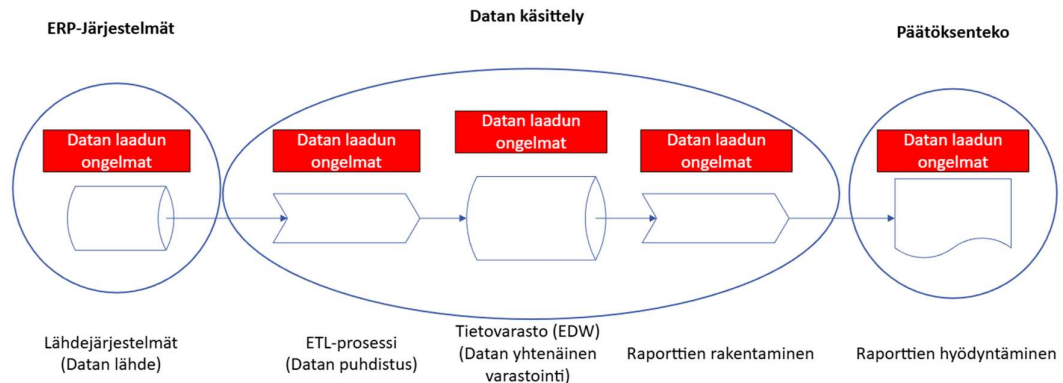 ERP-Järjestelmät
Datan käsittely
Päätöksenteko
Datan laadun
ongelmat
Datan laadun
ongelmat
Datan laadun
ongelmat
Datan laadun
ongelmat
Datan laadun
ongelmat
Lähdejärjestelmät
(Datan lähde)
ETL-prosessi
(Datan puhdistus)
Tietovarasto (EDW)
(Datan yhtenäinen
varastointi)
Raporttien rakentaminen
Raporttien hyödyntäminen